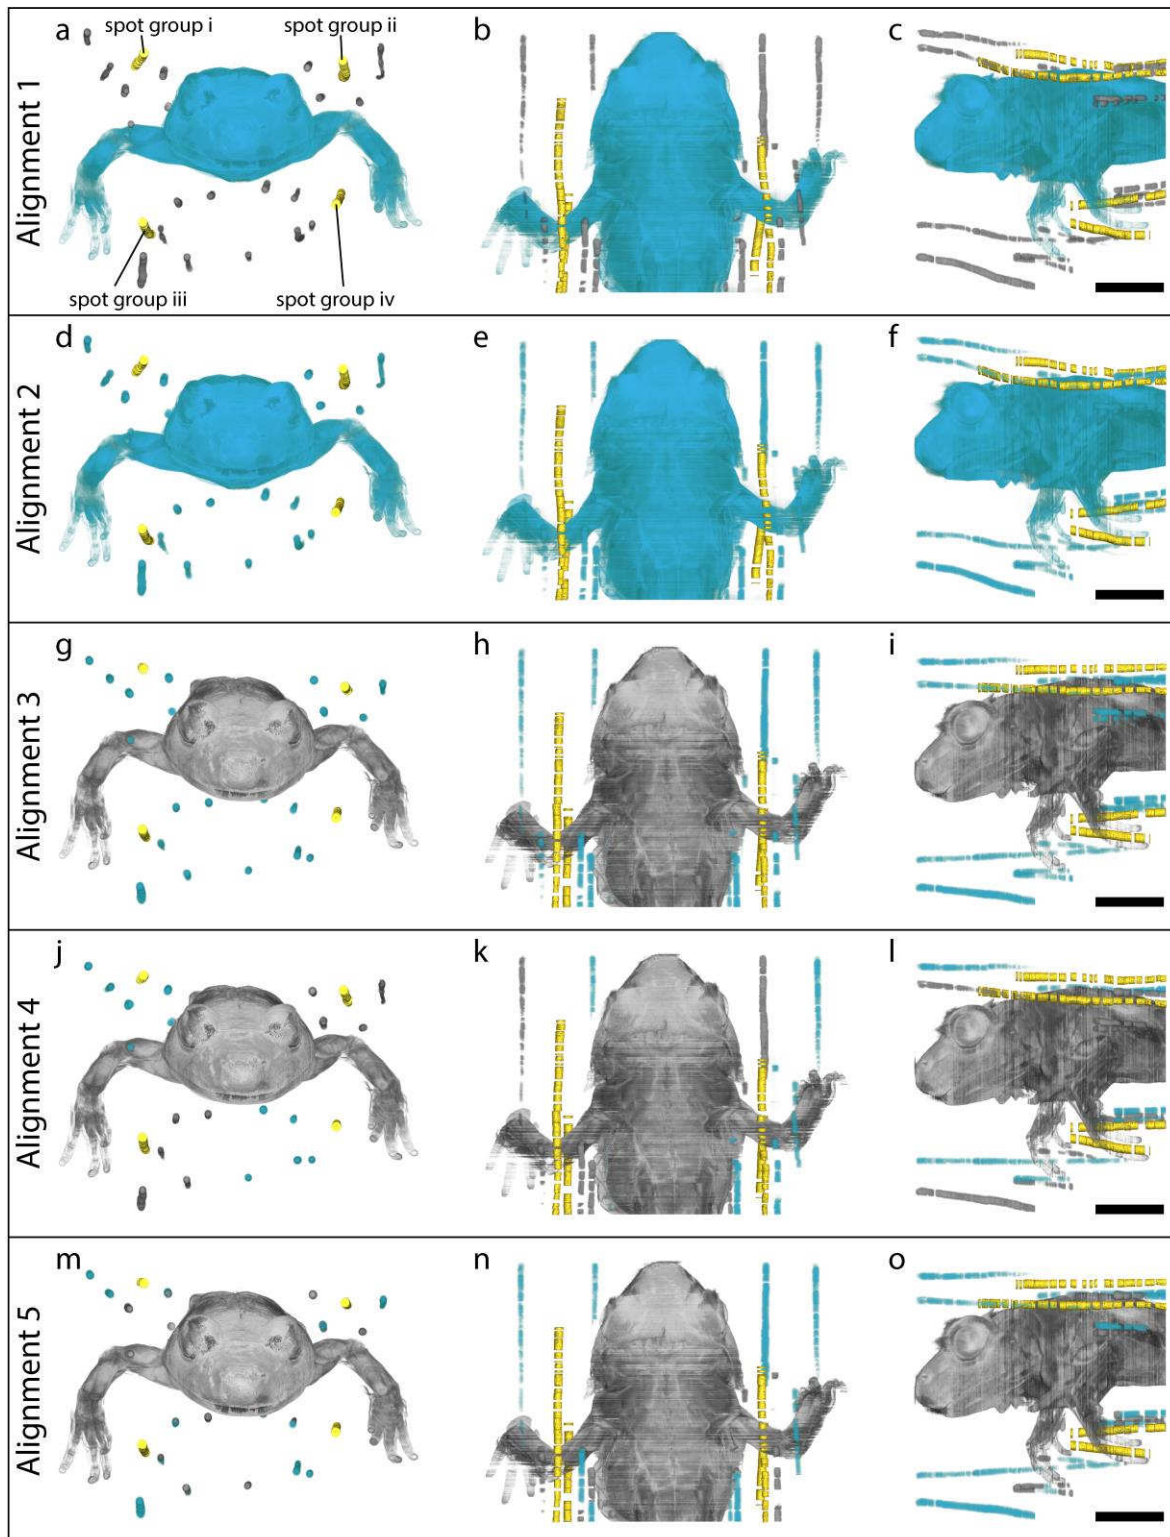 Alignment 1
a
spot group i
spot group ii
b
c
spot group iii
spot group iv
Alignment 2
d
e
f
Alignment 3
g
h
i
Alignment 4
j
k
l
Alignment 5
m
n
o